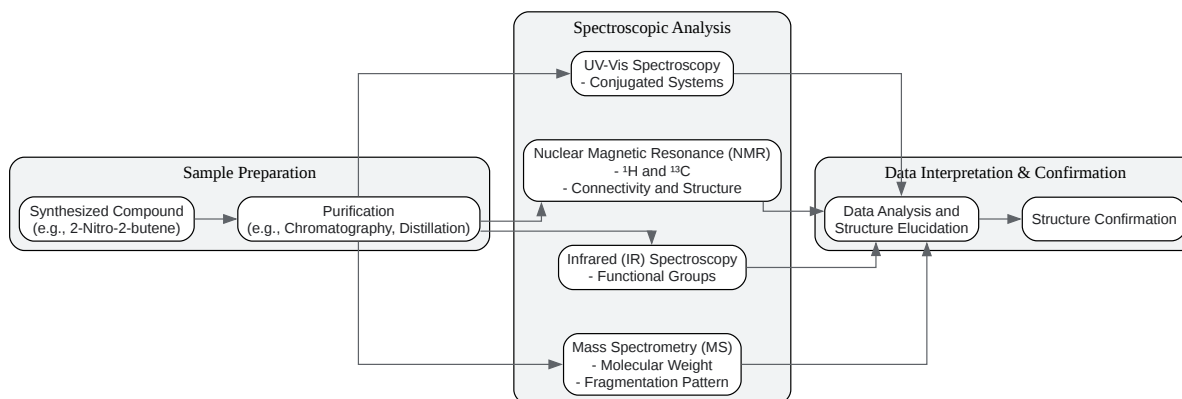 Sample Preparation
Synthesized Compound
(e.g., 2-Nitro-2-butene)
Purification
(e.g., Chromatography, Distillation)
Spectroscopic Analysis
UV-Vis Spectroscopy
- Conjugated Systems
Nuclear Magnetic Resonance (NMR)
- ¹H and ¹³C
- Connectivity and Structure
Infrared (IR) Spectroscopy
- Functional Groups
Mass Spectrometry (MS)
- Molecular Weight
- Fragmentation Pattern
Data Interpretation & Confirmation
Data Analysis and
Structure Elucidation
Structure Confirmation